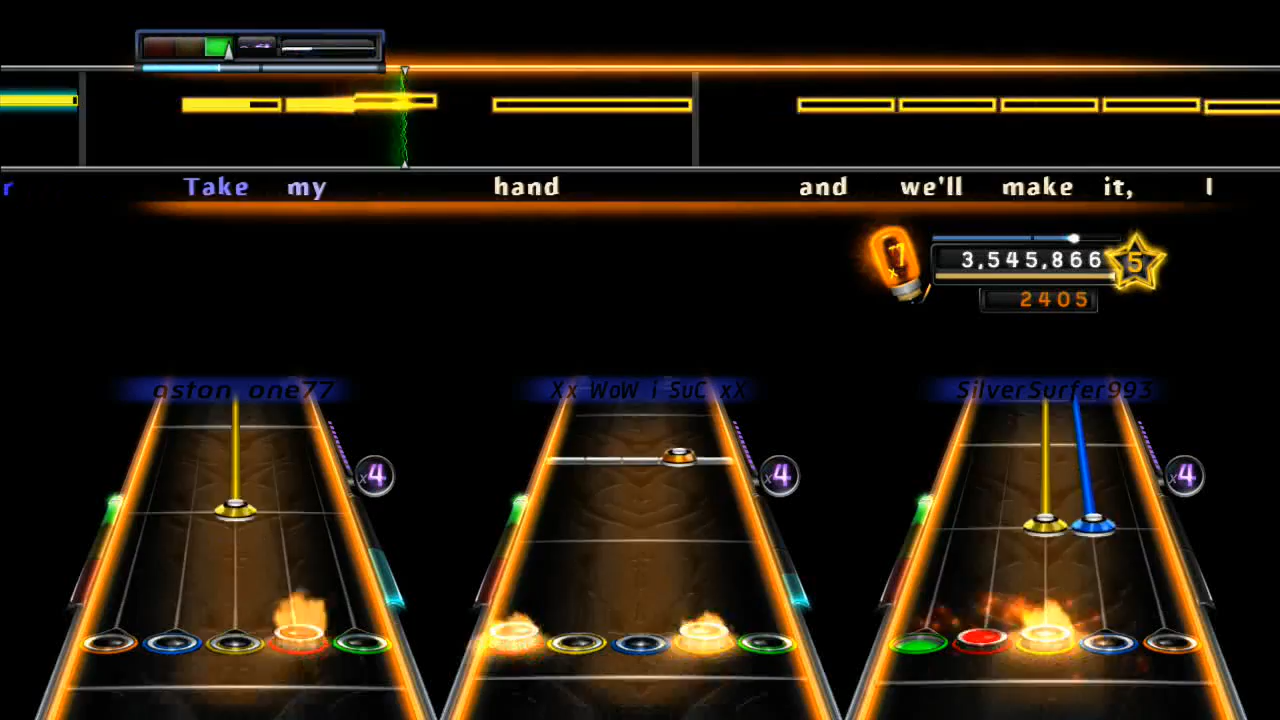 r Take my hand and we'll make it, I
7x
3,545,866 5
2405
aston_one77 Xx WoW i SuC xX SilverSurfer993
x4 x4 x4